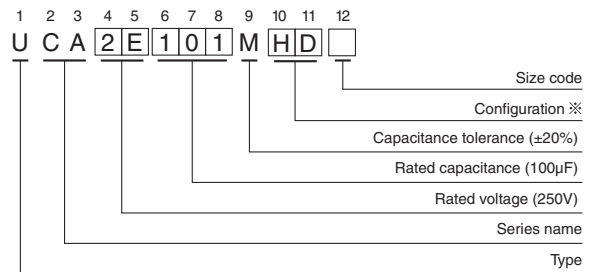 1 2 3 4 5 6 7 8 9 10 11 12
U C A 2 E 1 0 1 M H D
Size code
Configuration ※
Capacitance tolerance (±20%)
Rated capacitance (100µF)
Rated voltage (250V)
Series name
Type